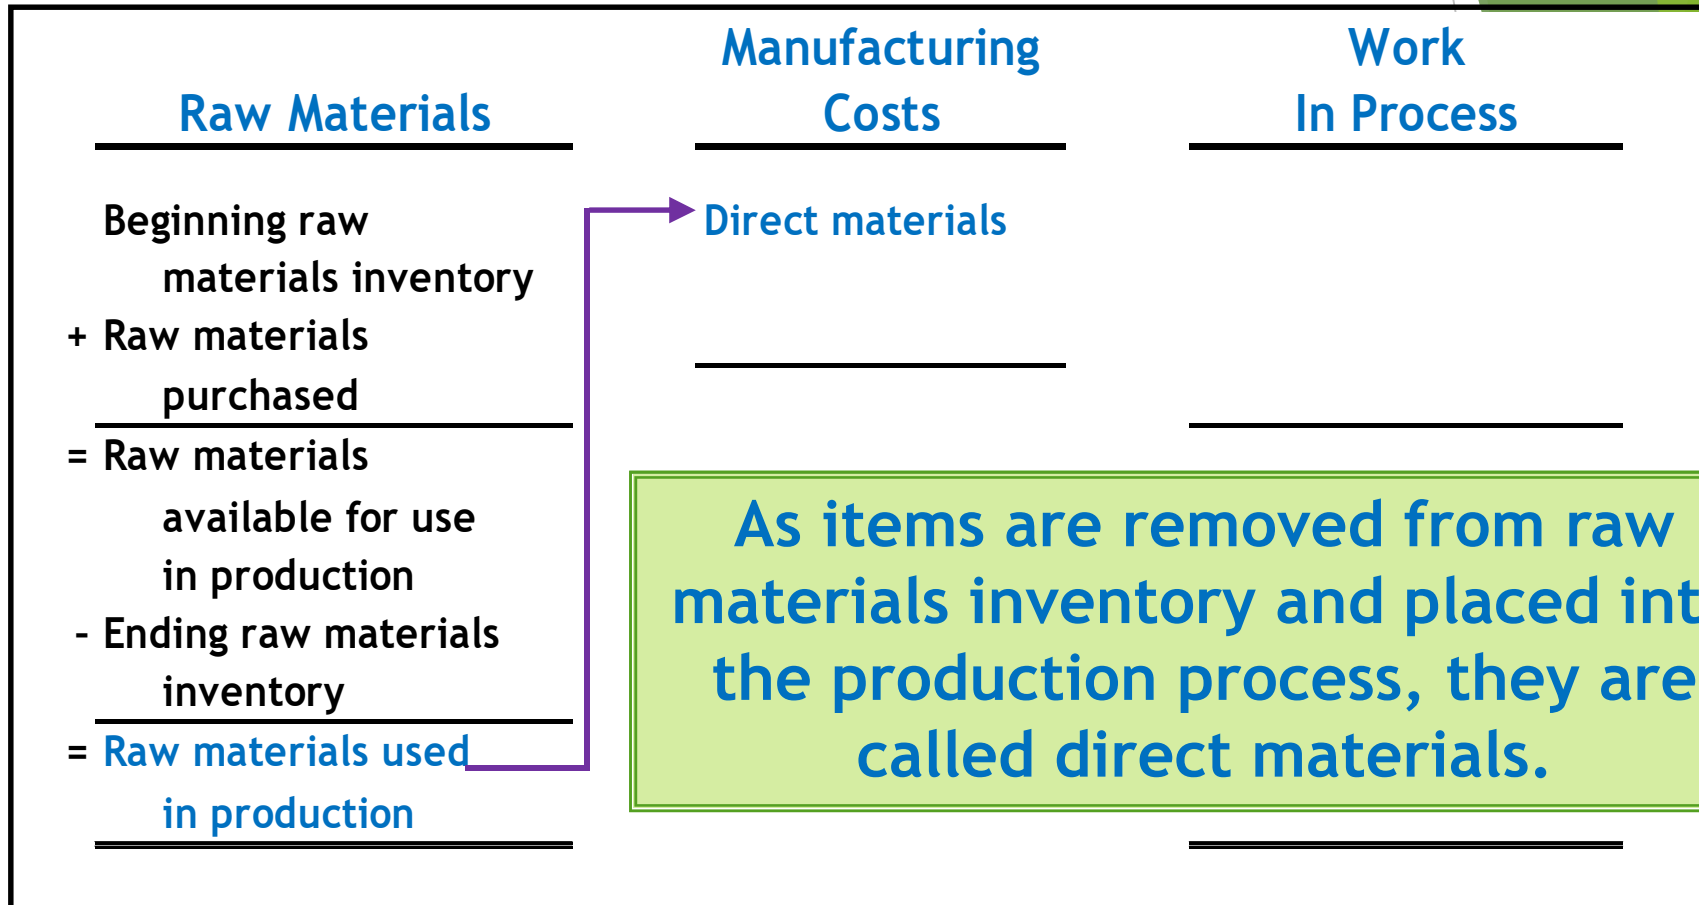 Raw Materials
Beginning raw
materials inventory
+ Raw materials
purchased
= Raw materials
available for use
in production
- Ending raw materials
inventory
= Raw materials used
in production
Manufacturing
Costs
Direct materials
Work
In Process
As items are removed from raw
materials inventory and placed int
the production process, they are
called direct materials.